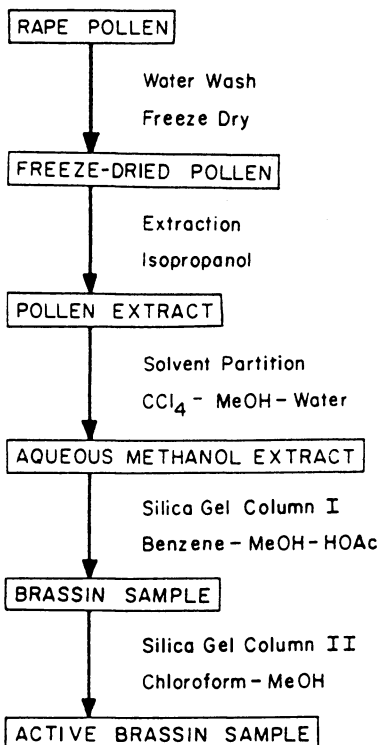 RAPE POLLEN
Water Wash
Freeze Dry
FREEZE-DRIED POLLEN
Extraction
Isopropanol
POLLEN EXTRACT
Solvent Partition
CCl4 - MeOH - Water
AQUEOUS METHANOL EXTRACT
Silica Gel Column I
Benzene - MeOH - HOAc
BRASSIN SAMPLE
Silica Gel Column II
Chloroform - MeOH
ACTIVE BRASSIN SAMPLE